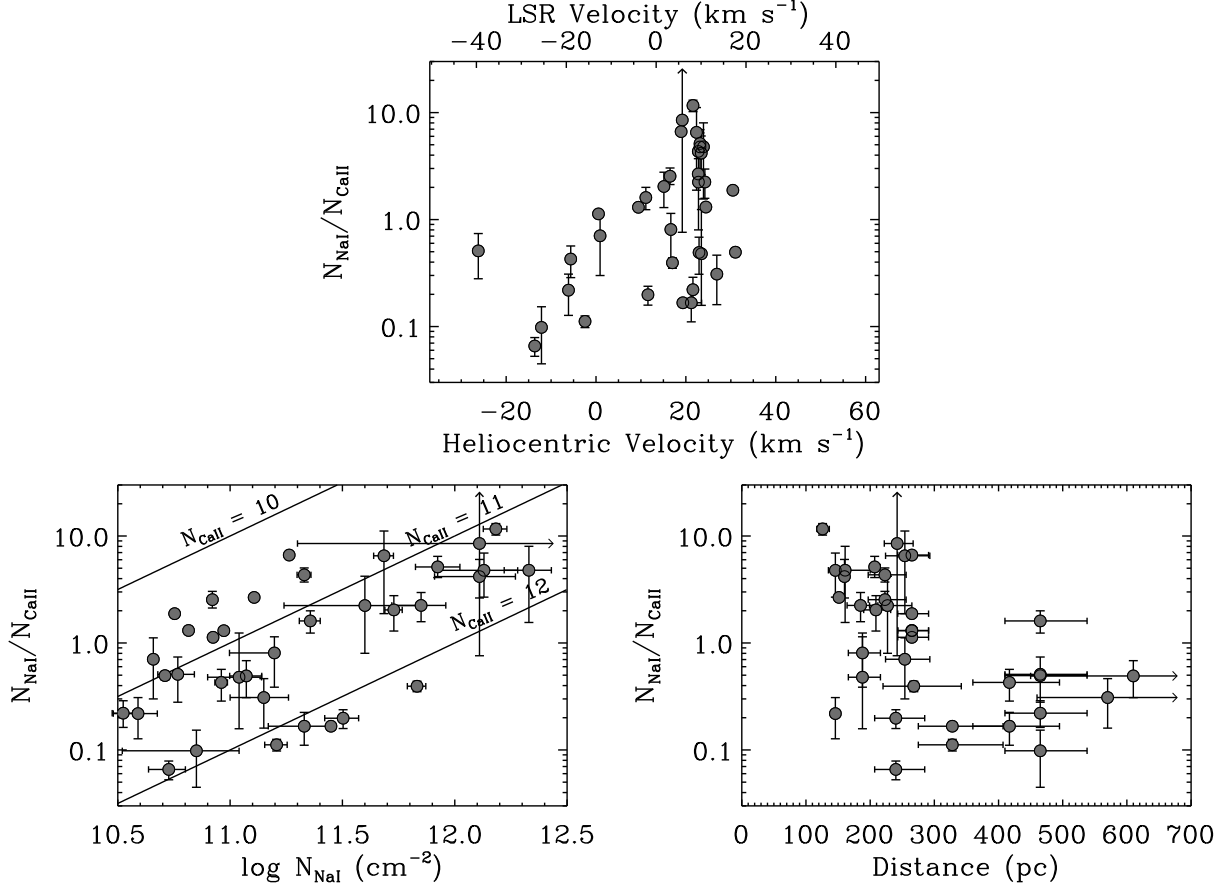 LSR Velocity (km s⁻¹)
−40 −20 0 20 40
10.0
1.0
0.1
N_NaI/N_CaII
−20 0 20 40 60
Heliocentric Velocity (km s⁻¹)
N_CaII = 10
N_CaII = 11
N_CaII = 12
10.0
1.0
0.1
N_NaI/N_CaII
10.5 11.0 11.5 12.0 12.5
log N_NaI (cm⁻²)
10.0
1.0
0.1
N_NaI/N_CaII
0 100 200 300 400 500 600 700
Distance (pc)